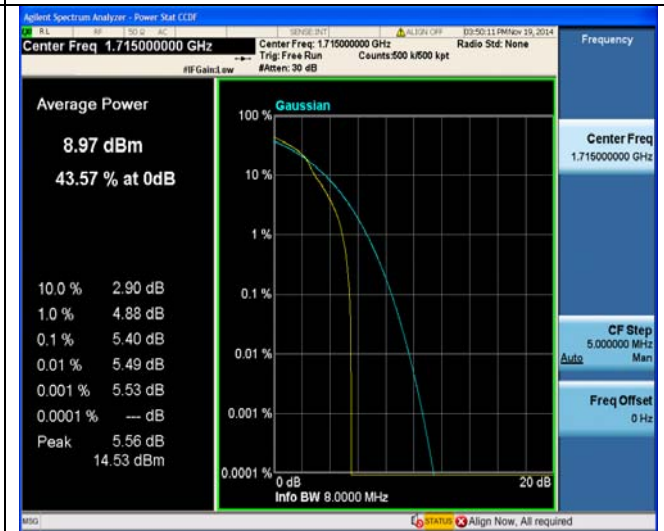 Agilent Spectrum Analyzer - Power Stat CCDF
RL RF 50 Ω AC SENSE:INT ALIGN OFF 03:50:11 PM Nov 19, 2014
Center Freq 1.715000000 GHz
Center Freq: 1.715000000 GHz Radio Std: None
Trig: Free Run Counts:500 k/500 kpt
#IFGain:Low #Atten: 30 dB
Frequency
Average Power
8.97 dBm
43.57 % at 0dB
10.0 % 2.90 dB
1.0 % 4.88 dB
0.1 % 5.40 dB
0.01 % 5.49 dB
0.001 % 5.53 dB
0.0001 % --- dB
Peak 5.56 dB
14.53 dBm
Gaussian
100 %
10 %
1 %
0.1 %
0.01 %
0.001 %
0.0001 %
0 dB 20 dB
Info BW 8.0000 MHz
Center Freq
1.715000000 GHz
CF Step
5.000000 MHz
Auto Man
Freq Offset
0 Hz
MSG STATUS Align Now, All required